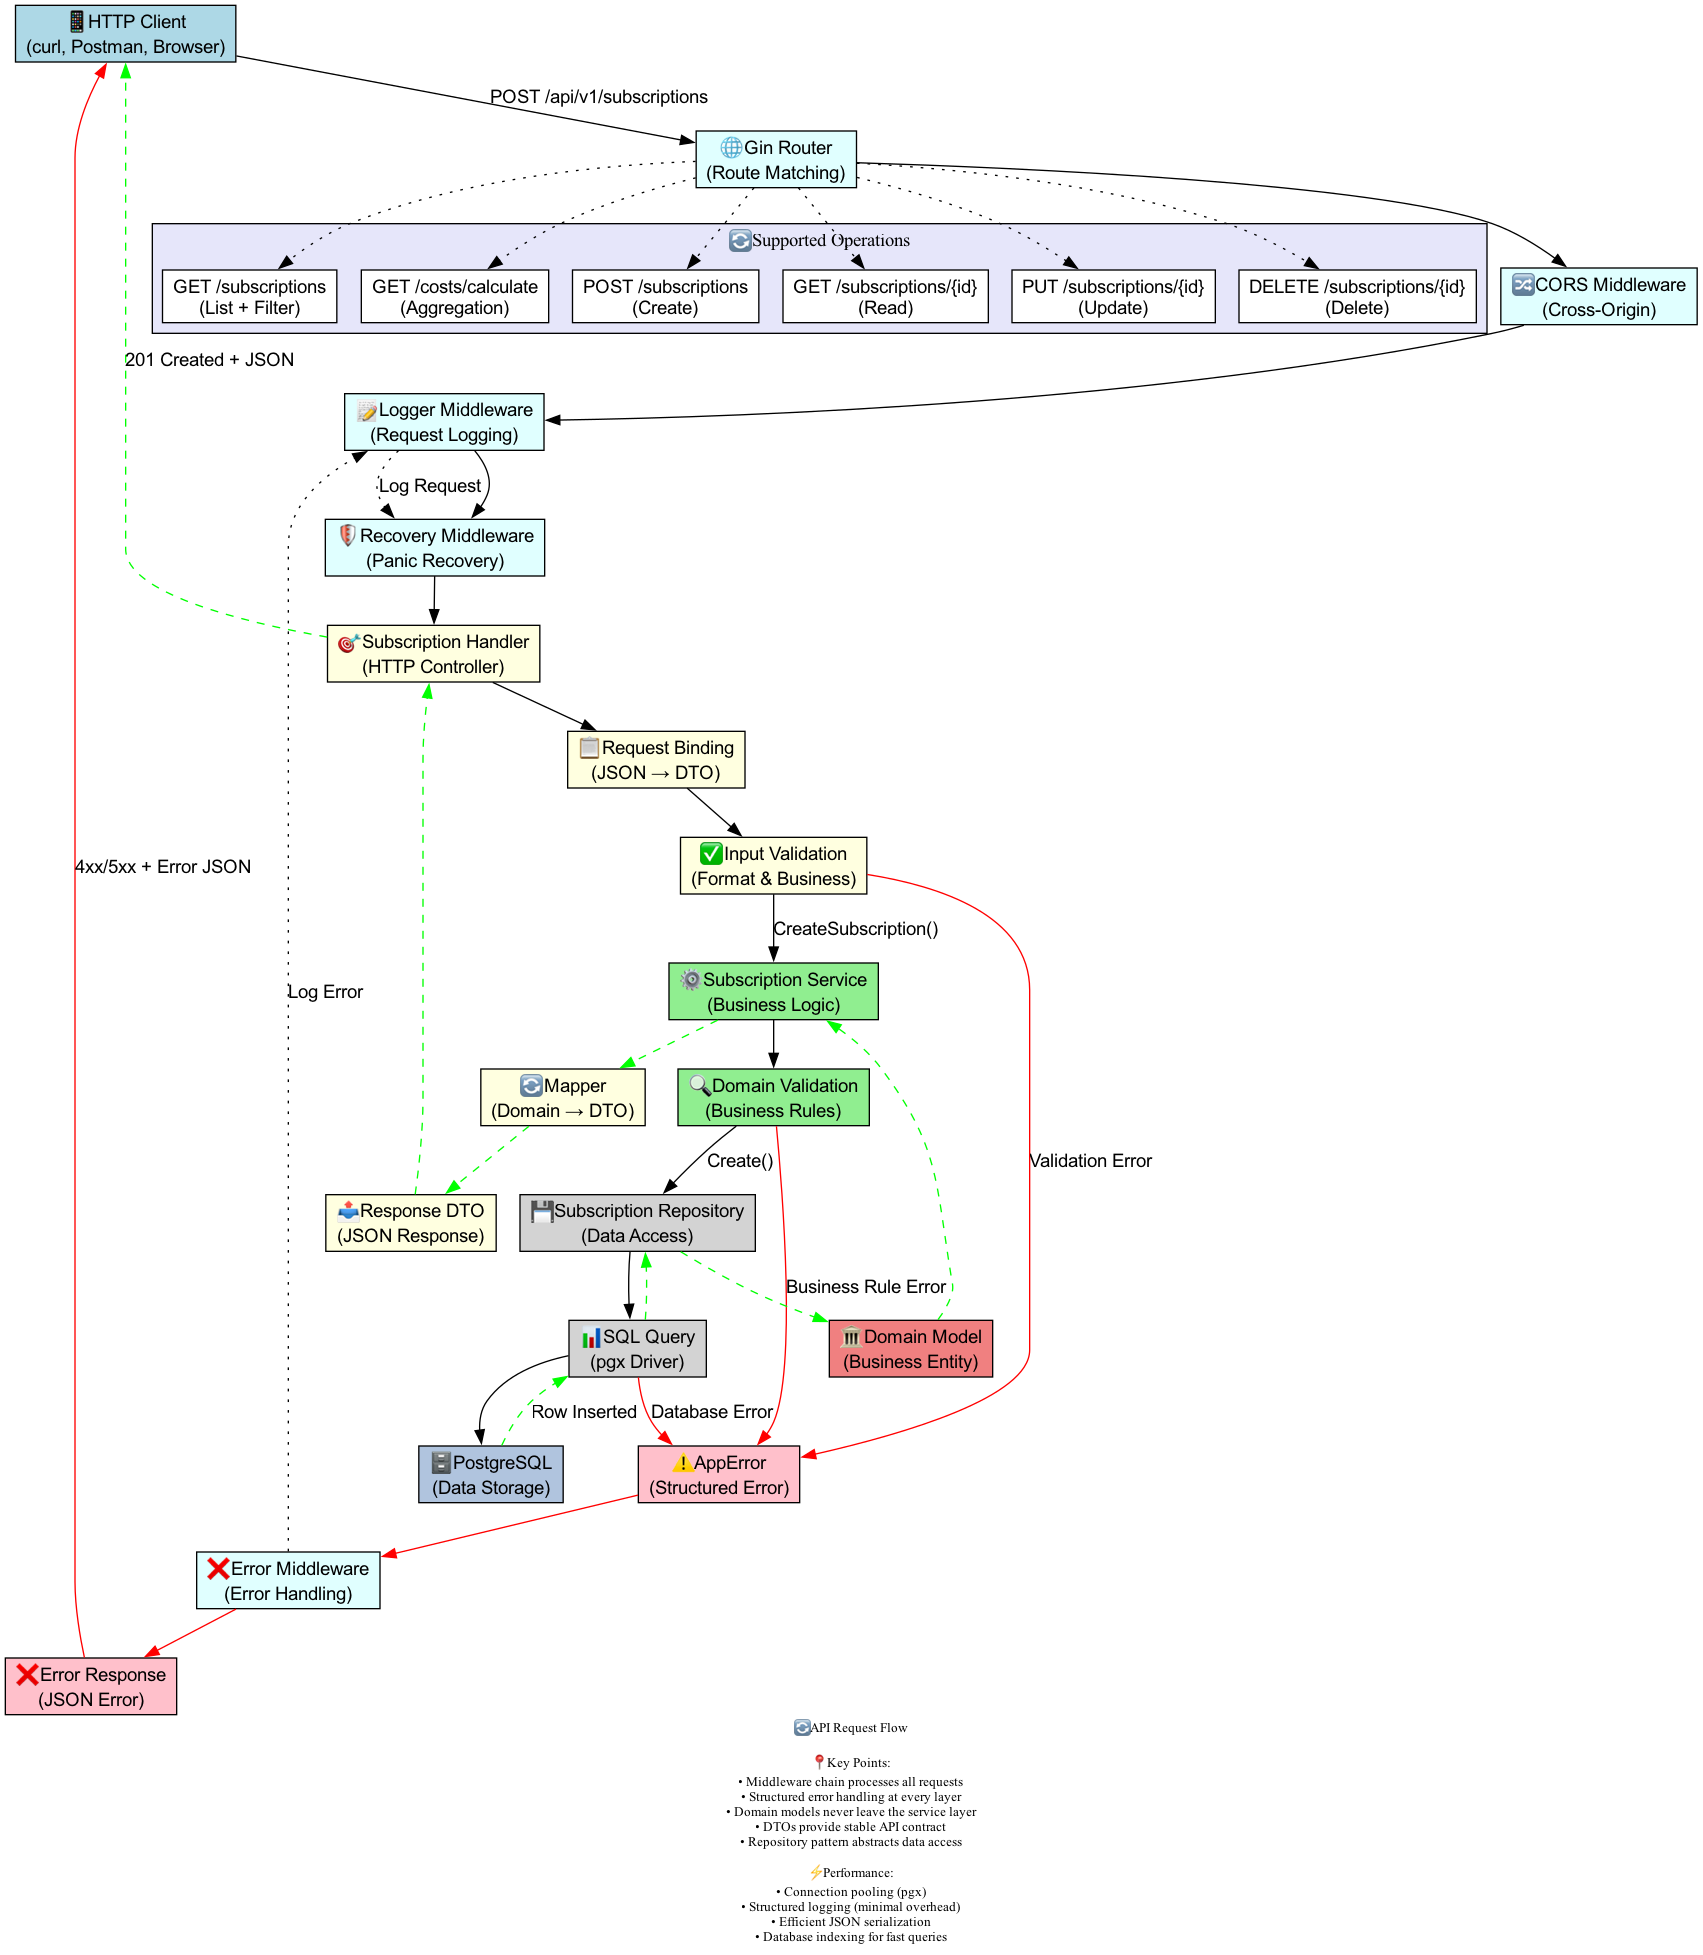 HTTP Client
(curl, Postman, Browser)
POST /api/v1/subscriptions
Gin Router
(Route Matching)
Supported Operations
GET /subscriptions
(List + Filter)
GET /costs/calculate
(Aggregation)
POST /subscriptions
(Create)
GET /subscriptions/{id}
(Read)
PUT /subscriptions/{id}
(Update)
DELETE /subscriptions/{id}
(Delete)
CORS Middleware
(Cross-Origin)
201 Created + JSON
Logger Middleware
(Request Logging)
Log Request
Recovery Middleware
(Panic Recovery)
Subscription Handler
(HTTP Controller)
Request Binding
(JSON → DTO)
Input Validation
(Format & Business)
4xx/5xx + Error JSON
CreateSubscription()
Subscription Service
(Business Logic)
Log Error
Mapper
(Domain → DTO)
Domain Validation
(Business Rules)
Create()
Validation Error
Response DTO
(JSON Response)
Subscription Repository
(Data Access)
Business Rule Error
SQL Query
(pgx Driver)
Domain Model
(Business Entity)
Row Inserted
Database Error
PostgreSQL
(Data Storage)
AppError
(Structured Error)
Error Middleware
(Error Handling)
Error Response
(JSON Error)
API Request Flow
Key Points:
• Middleware chain processes all requests
• Structured error handling at every layer
• Domain models never leave the service layer
• DTOs provide stable API contract
• Repository pattern abstracts data access
Performance:
• Connection pooling (pgx)
• Structured logging (minimal overhead)
• Efficient JSON serialization
• Database indexing for fast queries